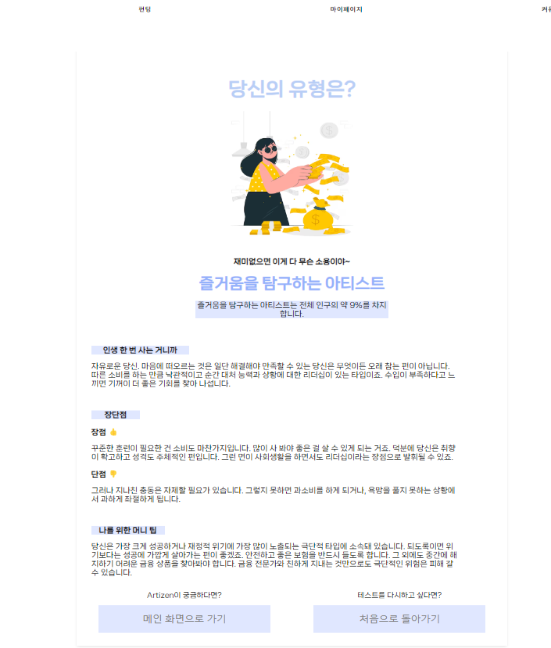 펀딩
마이페이지
커뮤
당신의 유형은?
재미없으면 이게 다 무슨 소용이야~
즐거움을 탐구하는 아티스트
즐거움을 탐구하는 아티스트는 전체 인구의 약 9%를 차지
합니다.
인생 한 번 사는 거니까
자유로운 당신. 마음에 떠오르는 것은 일단 해결해야 만족할 수 있는 당신은 무엇이든 오래 참는 편이 아닙니다.
따른 소비를 하는 만큼 낙관적이고 순간 대처 능력과 상황에 대한 리더십이 있는 타입이죠. 수입이 부족하다고 느
끼면 기꺼이 더 좋은 기회를 찾아 나섭니다.
장단점
장점 👍
꾸준한 훈련이 필요한 건 소비도 마찬가지입니다. 많이 사 봐야 좋은 걸 살 수 있게 되는 거죠. 덕분에 당신은 취향
이 확고하고 성격도 주체적인 편입니다. 그런 면이 사회생활을 하면서도 리더십이라는 장점으로 발휘될 수 있죠.
단점 👎
그러나 지나친 충동은 자제할 필요가 있습니다. 그렇지 못하면 과소비를 하게 되거나, 욕망을 풀지 못하는 상황에
서 과하게 좌절하게 됩니다.
나를 위한 머니 팁
당신은 가장 크게 성공하거나 재정적 위기에 가장 많이 노출되는 극단적 타입에 소속돼 있습니다. 되도록이면 위
기보다는 성공에 가깝게 살아가는 편이 좋겠죠. 안전하고 좋은 보험을 반드시 들도록 합니다. 그 외에도 중간에 해
지하기 어려운 금융 상품을 찾아봐야 합니다. 금융 전문가와 친하게 지내는 것만으로도 극단적인 위험은 피해 갈
수 있습니다.
Artizen이 궁금하다면?
테스트를 다시하고 싶다면?
메인 화면으로 가기
처음으로 돌아가기